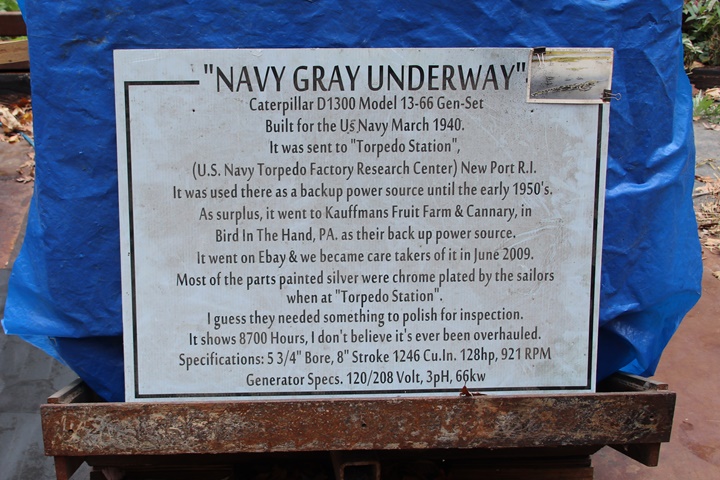 "NAVY GRAY UNDERWAY"
Caterpillar D1300 Model 13-66 Gen-Set
Built for the Us Navy March 1940.
It was sent to "Torpedo Station",
(U.S. Navy Torpedo Factory Research Center) New Port R.I.
It was used there as a backup power source until the early 1950's.
As surplus, it went to Kauffmans Fruit Farm & Cannary, in
Bird In The Hand, PA. as their back up power source.
It went on Ebay & we became care takers of it in June 2009.
Most of the parts painted silver were chrome plated by the sailors
when at "Torpedo Station".
I guess they needed something to polish for inspection.
It shows 8700 Hours, I don't believe it's ever been overhauled.
Specifications: 5 3/4" Bore, 8" Stroke 1246 Cu.In. 128hp, 921 RPM
Generator Specs. 120/208 Volt, 3pH, 66kw